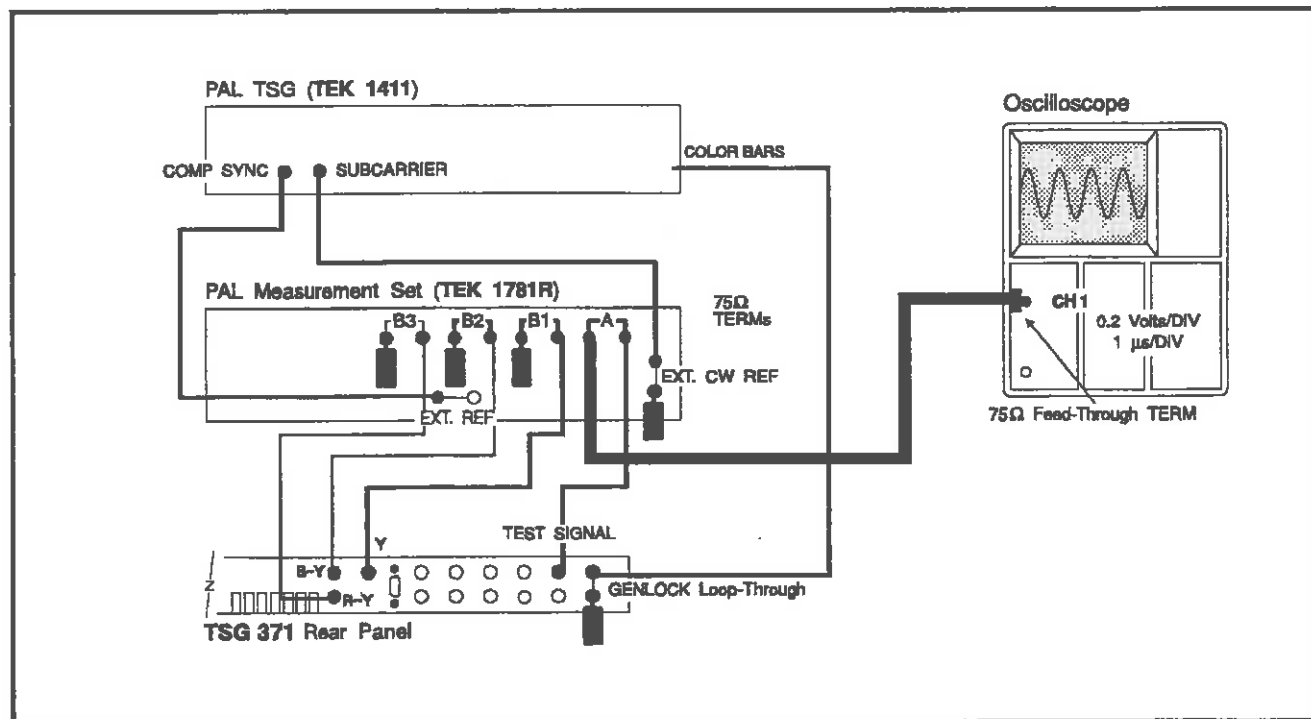 PAL TSG (TEK 1411)
COMP SYNC
SUBCARRIER
COLOR BARS
Oscilloscope
CH 1
0.2 Volts/DIV
1 µs/DIV
75Ω Feed-Through TERM
PAL Measurement Set (TEK 1781R)
75Ω
TERMs
B3
B2
B1
A
EXT. CW REF
EXT. REF
TEST SIGNAL
Y
B-Y
R-Y
GENLOCK Loop-Through
Z
TSG 371 Rear Panel